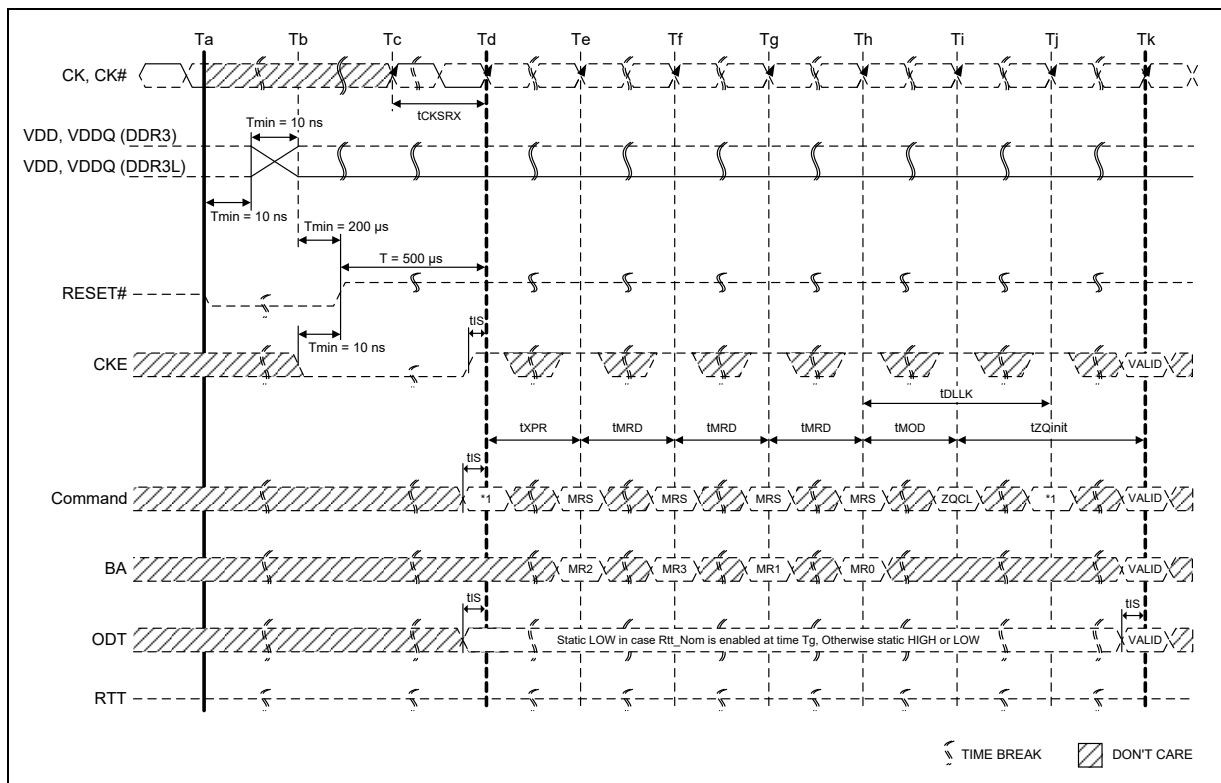 Ta Tb Tc Td Te Tf Tg Th Ti Tj Tk
CK, CK#
tCKSRX
Tmin = 10 ns
VDD, VDDQ (DDR3)
VDD, VDDQ (DDR3L)
Tmin = 10 ns
Tmin = 200 µs
T = 500 µs
RESET#
tIS
Tmin = 10 ns
CKE
VALID
tDLLK
tXPR tMRD tMRD tMRD tMOD tZQinit
tIS
Command
*1 MRS MRS MRS MRS ZQCL *1 VALID
BA
MR2 MR3 MR1 MR0 VALID
tIS
tIS
ODT
Static LOW in case Rtt_Nom is enabled at time Tg, Otherwise static HIGH or LOW
VALID
RTT
TIME BREAK
DON'T CARE